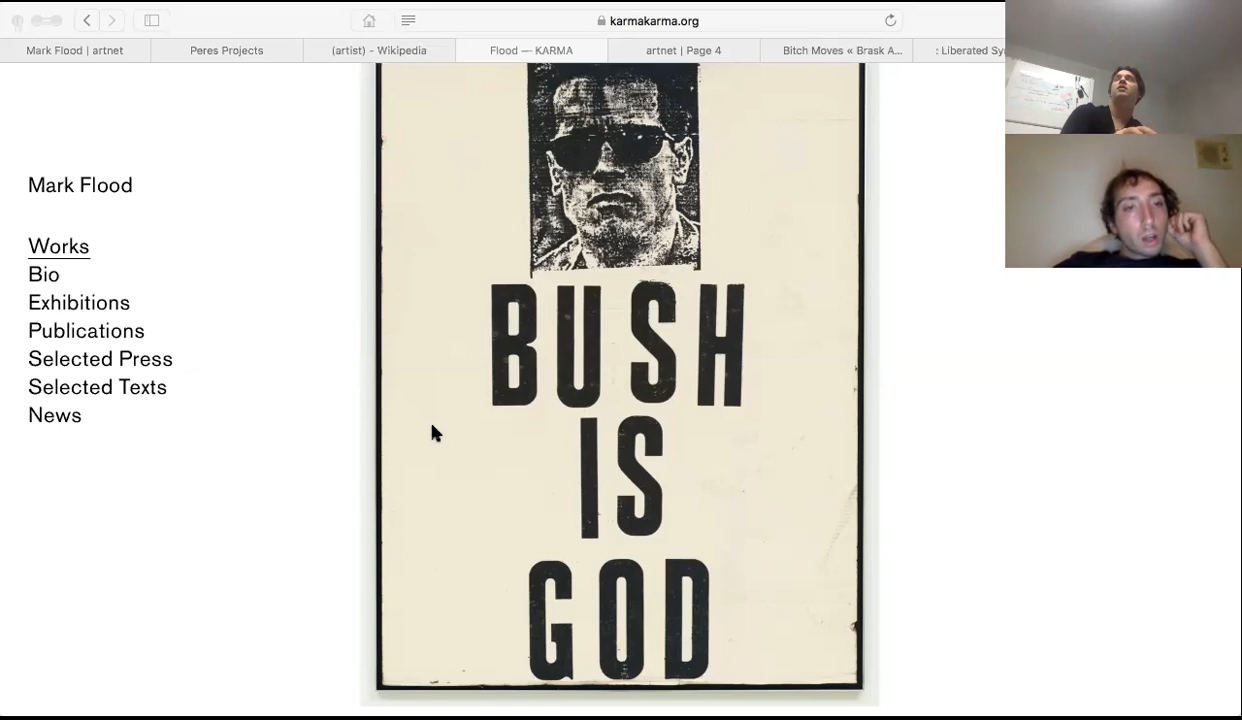 karmakarma.org
Mark Flood | artnet
Peres Projects
(artist) - Wikipedia
Flood — KARMA
artnet | Page 4
Bitch Moves « Brask A...
: Liberated Sy
Mark Flood
Works
Bio
Exhibitions
Publications
Selected Press
Selected Texts
News
BUSH
IS
GOD